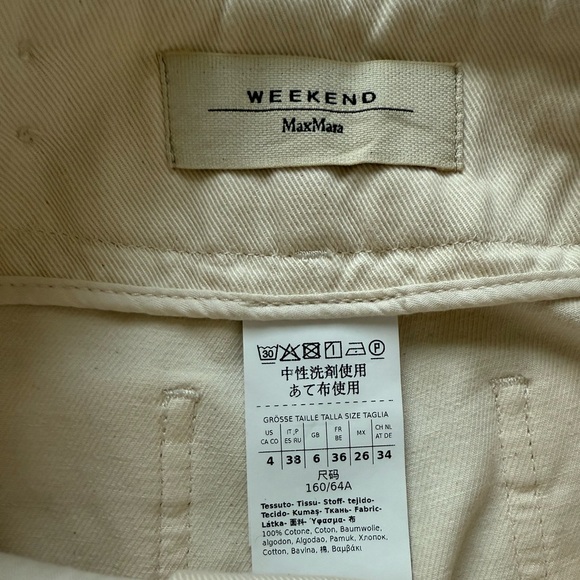 WEEKEND
MaxMara
30 P
中性洗剤使用
あて布使用
GRÖSSE TAILLE TALLA SIZE TAGLIA
US CA CO IT JP ES RU GB FR BE MX CH NL AT DE
4 38 6 36 26 34
尺码
160/64A
Tessuto- Tissu- Stoff- tejido-
Tecido- Kumaş- Ткань- Fabric-
Látka- 面料- Ύφασμα- 布
100% Cotone, Coton, Baumwolle,
algodon, Algodao, Pamuk, Хлопок,
Cotton, Bavlna, 棉, Βαμβάκι